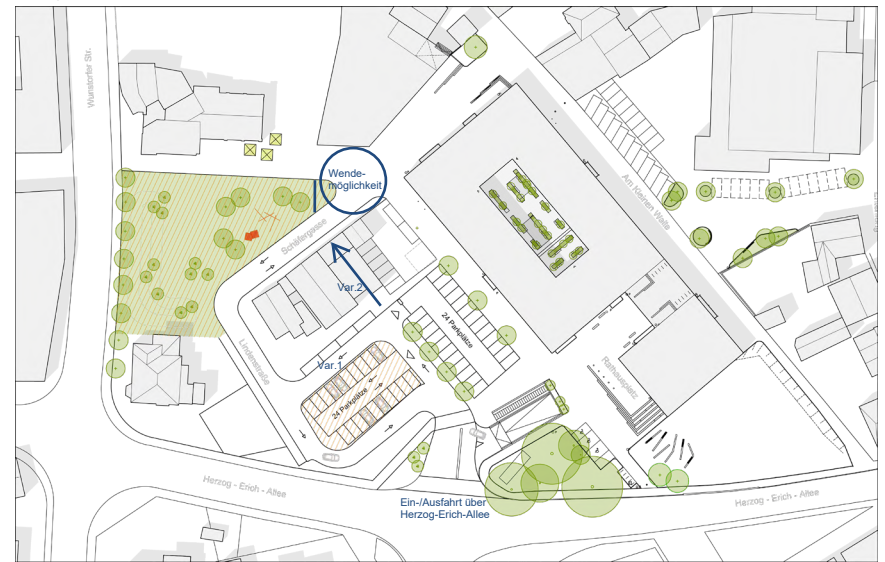 Wunstorfer Str.
Wende-
möglichkeit
Am Klerten Walle
Schäfergasse
Var.2
24 Parkplätze
Lindenstraße
Var.1
24 Parkplätze
Rathausplatz
Herzog - Erich - Allee
Ein-/Ausfahrt über
Herzog-Erich-Allee
Herzog - Erich - Allee